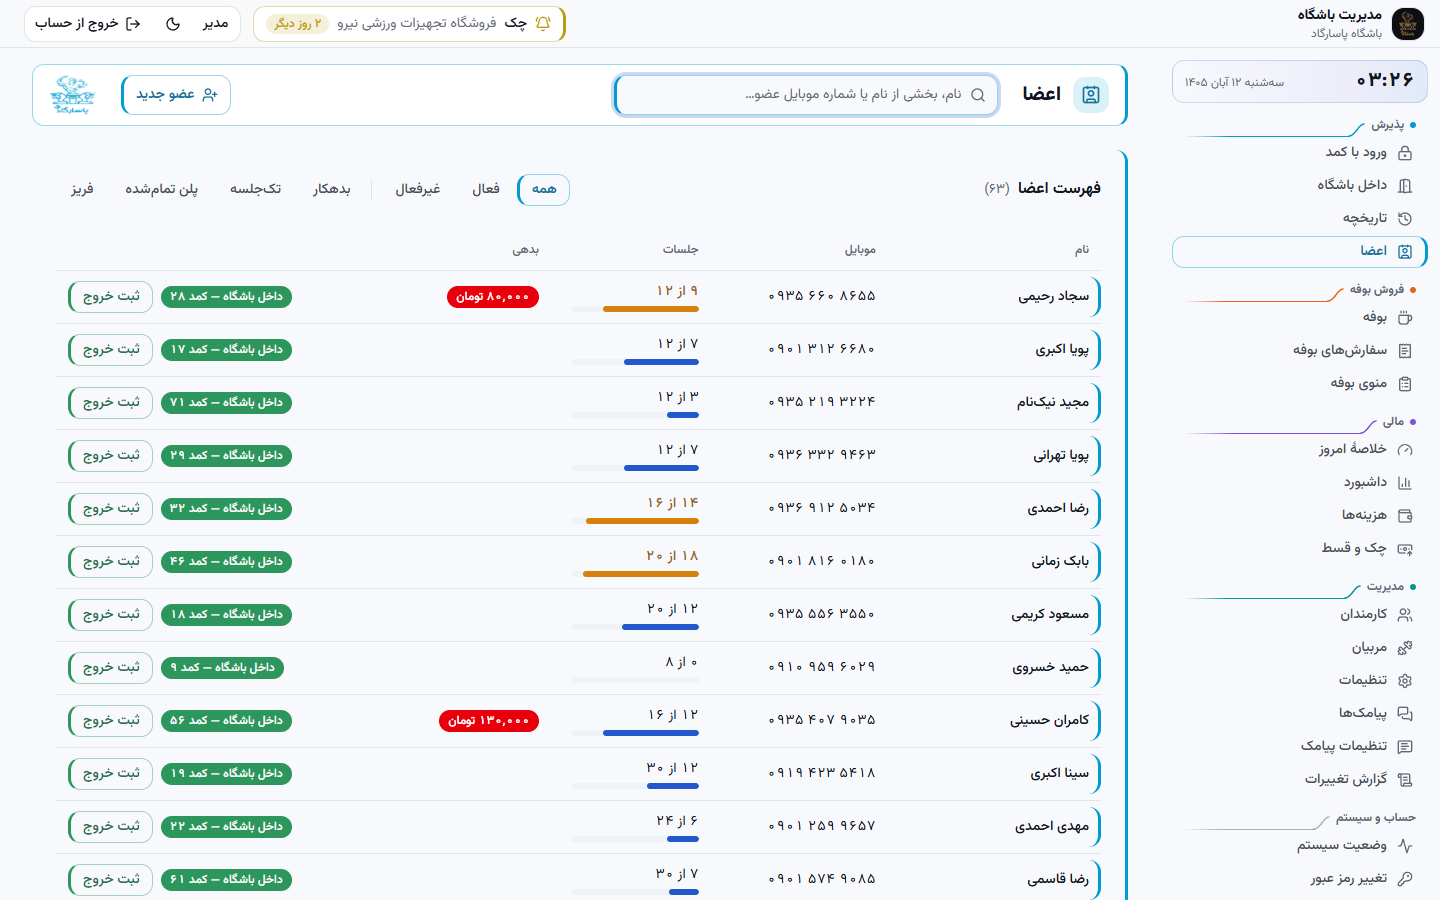 مدیریت باشگاه
باشگاه پاسارگاد
چک فروشگاه تجهیزات ورزشی نیرو ۲ روز دیگر
مدیر
خروج از حساب
۰۳:۲۶
سه‌شنبه ۱۲ آبان ۱۴۰۵
پذیرش
ورود با کمد
داخل باشگاه
تاریخچه
اعضا
فروش بوفه
بوفه
سفارش‌های بوفه
منوی بوفه
مالی
خلاصهٔ امروز
داشبورد
هزینه‌ها
چک و قسط
مدیریت
کارمندان
مربیان
تنظیمات
پیامک‌ها
تنظیمات پیامک
گزارش تغییرات
حساب و سیستم
وضعیت سیستم
تغییر رمز عبور
اعضا
نام، بخشی از نام یا شماره موبایل عضو...
عضو جدید
پاسارگاد
فهرست اعضا (۶۳)
همه فعال غیرفعال بدهکار تک‌جلسه پلن تمام‌شده فریز
نام موبایل جلسات بدهی
سجاد رحیمی ۰۹۳۵ ۶۶۰ ۸۶۵۵ ۹ از ۱۲ ۸۰,۰۰۰ تومان داخل باشگاه — کمد ۲۸ ثبت خروج
پویا اکبری ۰۹۰۱ ۳۱۲ ۶۶۸۰ ۷ از ۱۲ داخل باشگاه — کمد ۱۷ ثبت خروج
مجید نیک‌نام ۰۹۳۵ ۲۱۹ ۳۲۲۴ ۳ از ۱۲ داخل باشگاه — کمد ۷۱ ثبت خروج
پویا تهرانی ۰۹۳۶ ۳۳۲ ۹۴۶۳ ۷ از ۱۲ داخل باشگاه — کمد ۲۹ ثبت خروج
رضا احمدی ۰۹۳۶ ۹۱۲ ۵۰۳۴ ۱۴ از ۱۶ داخل باشگاه — کمد ۳۲ ثبت خروج
بابک زمانی ۰۹۰۱ ۸۱۶ ۰۱۸۰ ۱۸ از ۲۰ داخل باشگاه — کمد ۴۶ ثبت خروج
مسعود کریمی ۰۹۳۵ ۵۵۶ ۳۵۵۰ ۱۲ از ۲۰ داخل باشگاه — کمد ۱۸ ثبت خروج
حمید خسروی ۰۹۱۰ ۹۵۹ ۶۰۲۹ ۰ از ۸ داخل باشگاه — کمد ۹ ثبت خروج
کامران حسینی ۰۹۳۵ ۴۰۷ ۹۰۳۵ ۱۲ از ۱۶ ۱۳۰,۰۰۰ تومان داخل باشگاه — کمد ۵۶ ثبت خروج
سینا اکبری ۰۹۱۹ ۴۲۳ ۵۴۱۸ ۱۲ از ۳۰ داخل باشگاه — کمد ۱۹ ثبت خروج
مهدی احمدی ۰۹۰۱ ۲۵۹ ۹۶۵۷ ۶ از ۲۴ داخل باشگاه — کمد ۲۲ ثبت خروج
رضا قاسمی ۰۹۰۱ ۵۷۴ ۹۰۸۵ ۷ از ۳۰ داخل باشگاه — کمد ۶۱ ثبت خروج